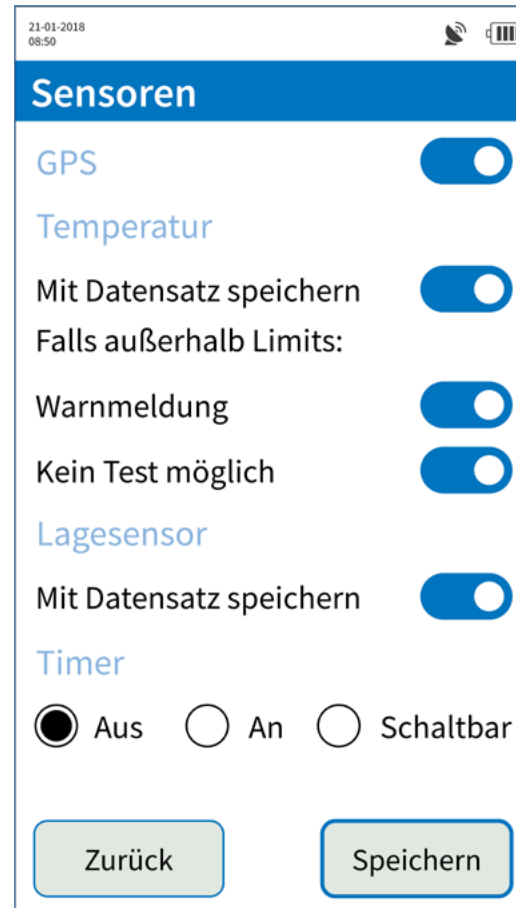 21-01-2018
08:50
Sensoren
GPS
Temperatur
Mit Datensatz speichern
Falls außerhalb Limits:
Warnmeldung
Kein Test möglich
Lagesensor
Mit Datensatz speichern
Timer
Aus An Schaltbar
Zurück Speichern